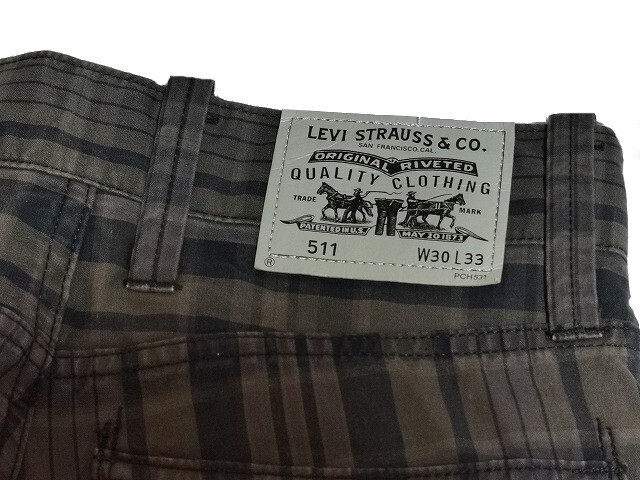 LEVI STRAUSS & CO.
SAN FRANCISCO, CAL
ORIGINAL RIVETED
QUALITY CLOTHING
TRADE MARK
PATENTED IN U.S. MAY 20 1873
511 W30 L33
® PCH531